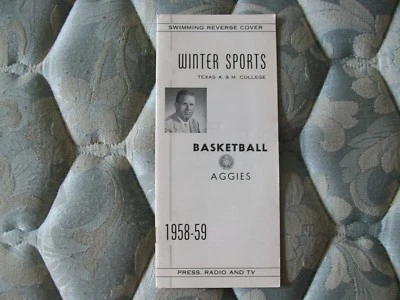 SWIMMING REVERSE COVER
WINTER SPORTS
TEXAS A. & M. COLLEGE
BASKETBALL
AGGIES
1958-59
PRESS, RADIO AND TV